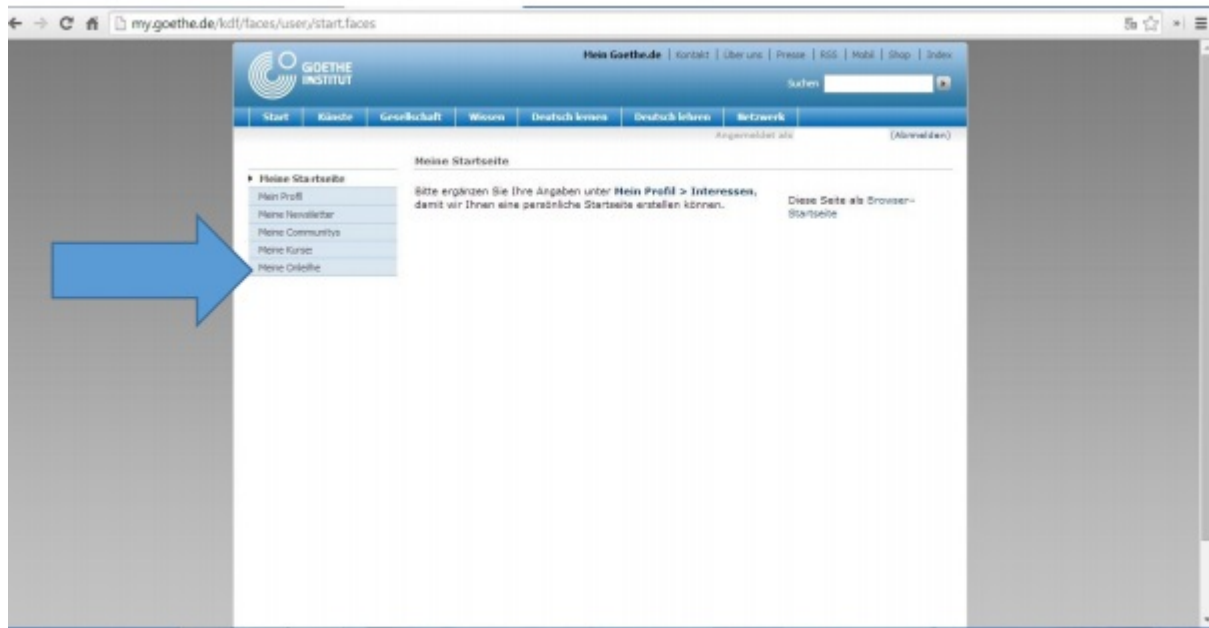 my.goethe.de/kdf/faces/user/start.faces
GOETHE
INSTITUT
Mein Goethe.de | Kontakt | Über uns | Presse | RSS | Mobil | Shop | Index
Suchen
Start Künste Gesellschaft Wissen Deutsch lernen Deutsch lehren Netzwerk
Angemeldet als (Abmelden)
Meine Startseite
Meine Startseite
Mein Profil
Meine Newsletter
Meine Communitys
Meine Kurse
Meine Onleihe
Bitte ergänzen Sie Ihre Angaben unter Mein Profil > Interessen,
damit wir Ihnen eine persönliche Startseite erstellen können.
Diese Seite als Browser-
Startseite